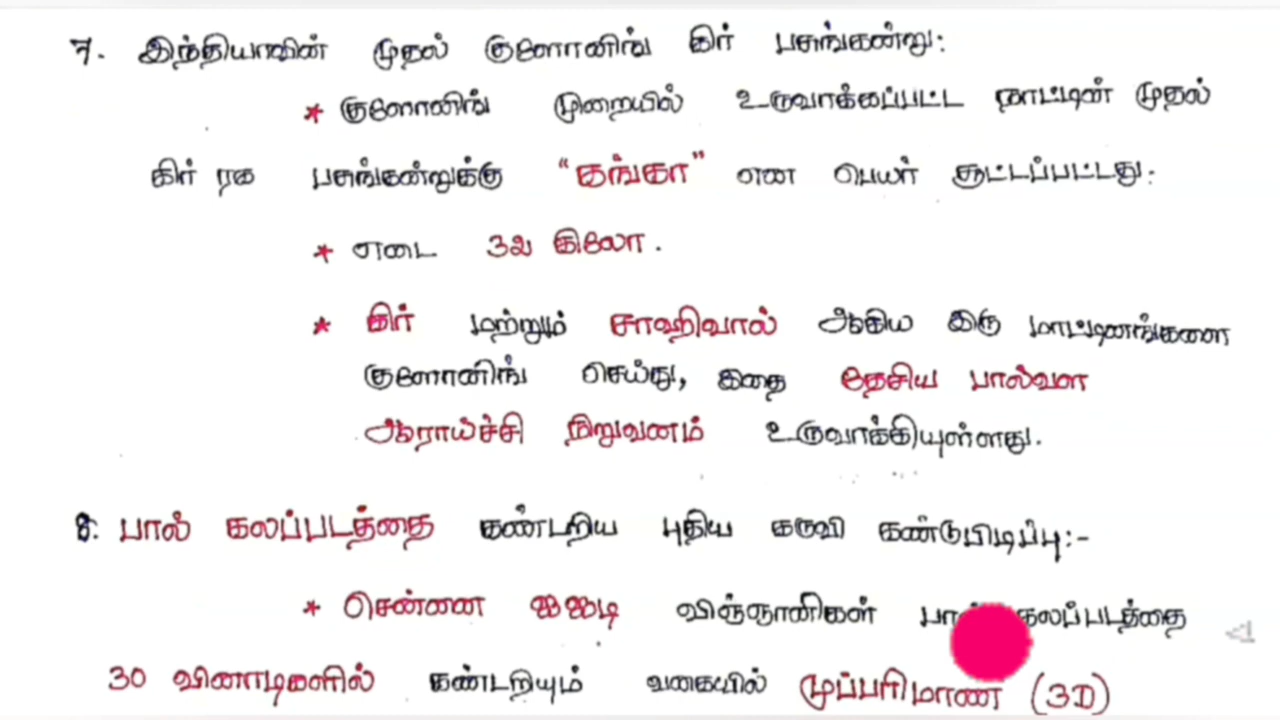 7. இந்தியாவின் முதல் குளோனிங் கிர் பசுங்கன்று:
* குளோனிங் முறையில் உருவாக்கப்பட்ட நாட்டின் முதல்
கிர் ரக பசுங்கன்றுக்கு "கங்கா" என பெயர் சூட்டப்பட்டது.
* எடை 32 கிலோ.
* கிர் மற்றும் சாஹிவால் ஆகிய இரு மாட்டினங்களை
குளோனிங் செய்து, இதை தேசிய பால்வள
ஆராய்ச்சி நிறுவனம் உருவாக்கியுள்ளது.
8. பால் கலப்படத்தை கண்டறிய புதிய கருவி கண்டுபிடிப்பு:-
* சென்னை ஐஐடி விஞ்ஞானிகள் பால் கலப்படத்தை
30 வினாடிகளில் கண்டறியும் வகையில் முப்பரிமாண (3D)